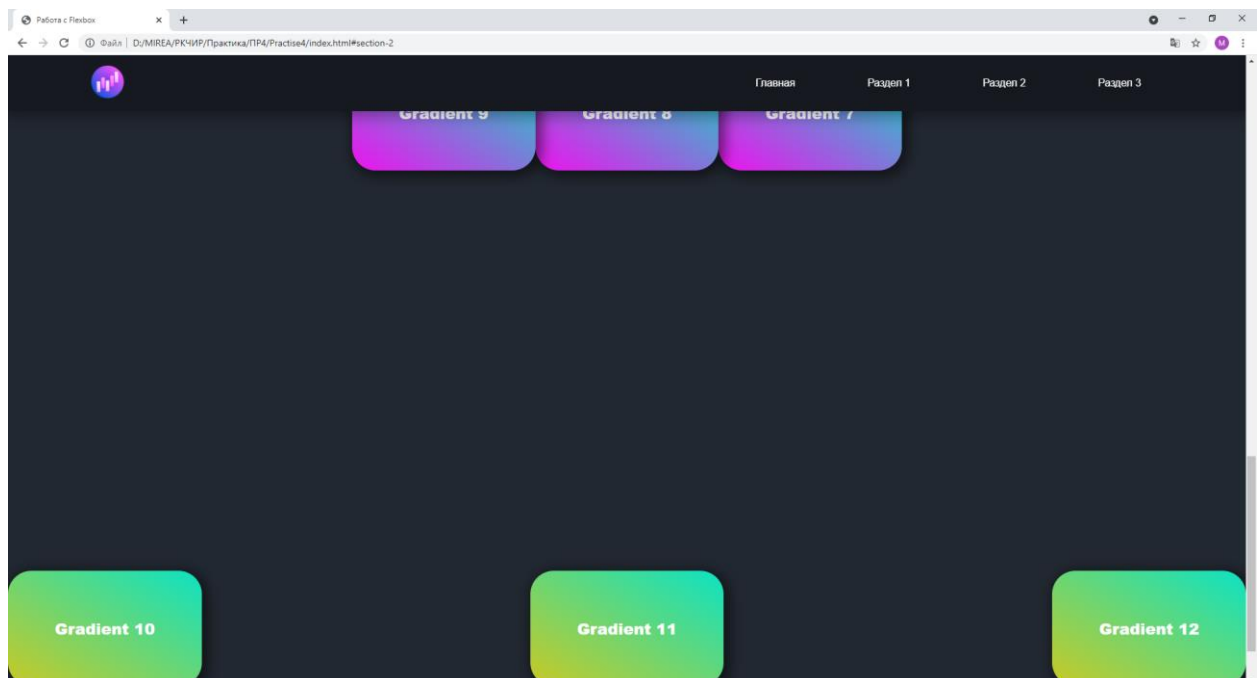 Работа с Flexbox
Файл | D:/MIREA/РКЧИР/Практика/ПР4/Practise4/index.html#section-2
M
Главная Раздел 1 Раздел 2 Раздел 3
Gradient 9 Gradient 8 Gradient 7
Gradient 10 Gradient 11 Gradient 12